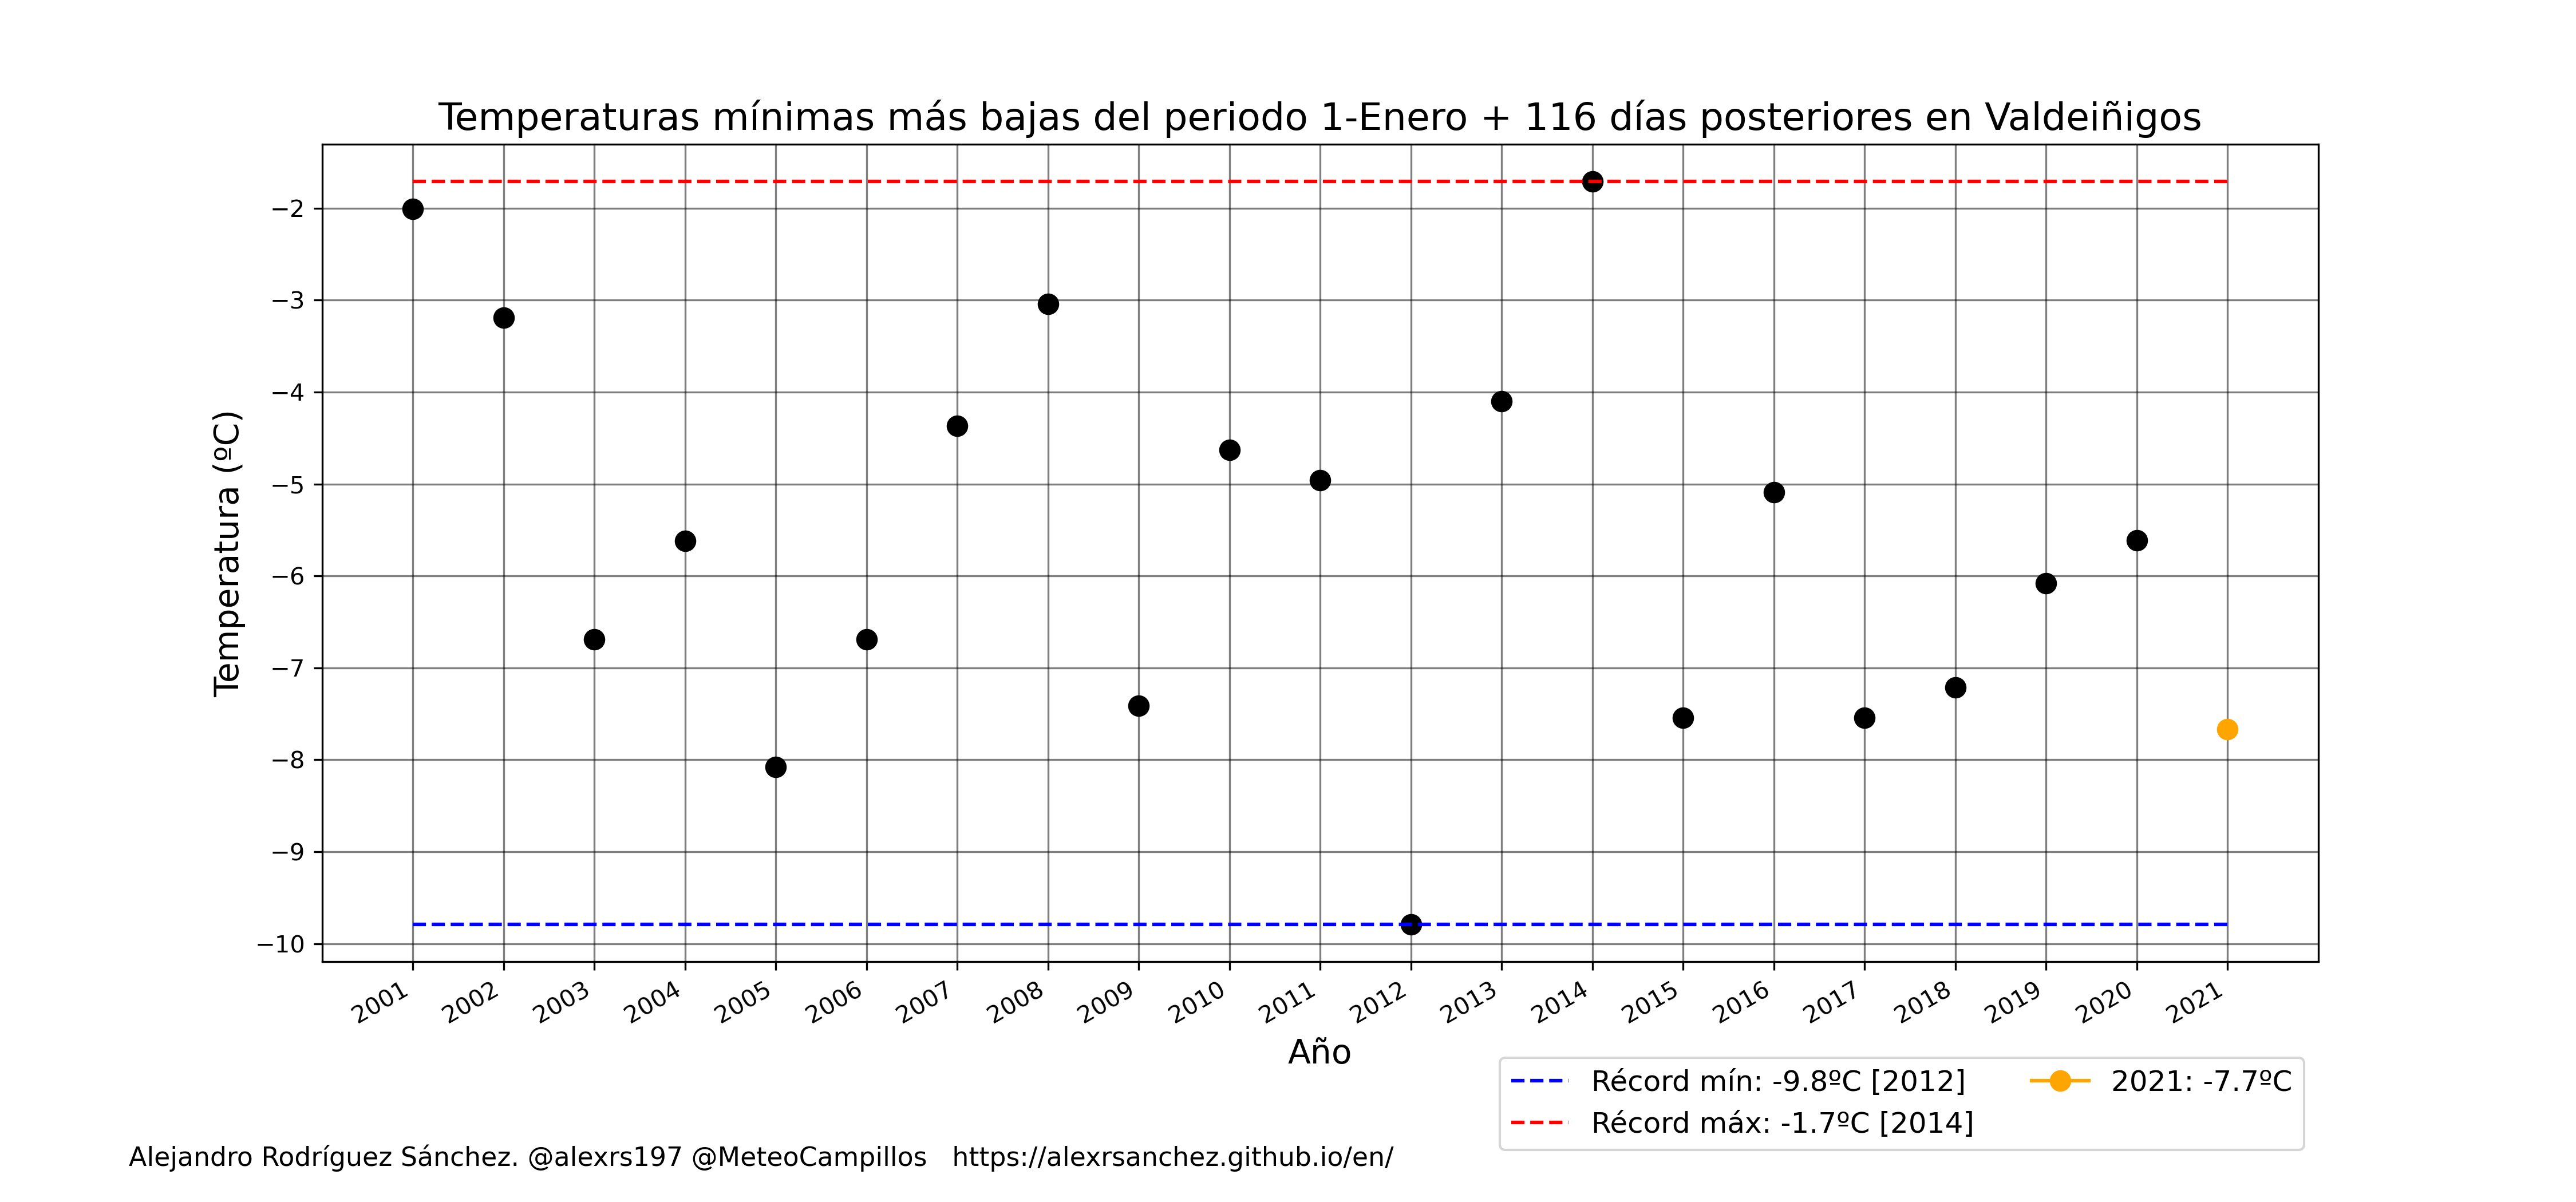 Temperaturas mínimas más bajas del periodo 1-Enero + 116 días posteriores en Valdeiñigos
Temperatura (ºC)
−2
−3
−4
−5
−6
−7
−8
−9
−10
2001 2002 2003 2004 2005 2006 2007 2008 2009 2010 2011 2012 2013 2014 2015 2016 2017 2018 2019 2020 2021
Año
Récord mín: -9.8ºC [2012]
Récord máx: -1.7ºC [2014]
2021: -7.7ºC
Alejandro Rodríguez Sánchez. @alexrs197 @MeteoCampillos https://alexrsanchez.github.io/en/